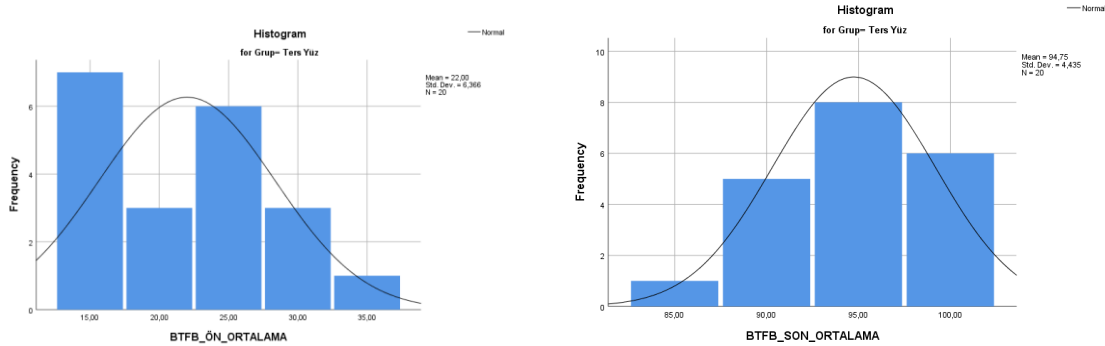 Histogram
Normal
for Grup= Ters Yüz
Mean = 22,00
Std. Dev. = 6,366
N = 20
Frequency
6
4
2
0
15,00 20,00 25,00 30,00 35,00
BTFB_ÖN_ORTALAMA
Histogram
Normal
for Grup= Ters Yüz
Mean = 94,75
Std. Dev. = 4,435
N = 20
Frequency
10
8
6
4
2
0
85,00 90,00 95,00 100,00
BTFB_SON_ORTALAMA